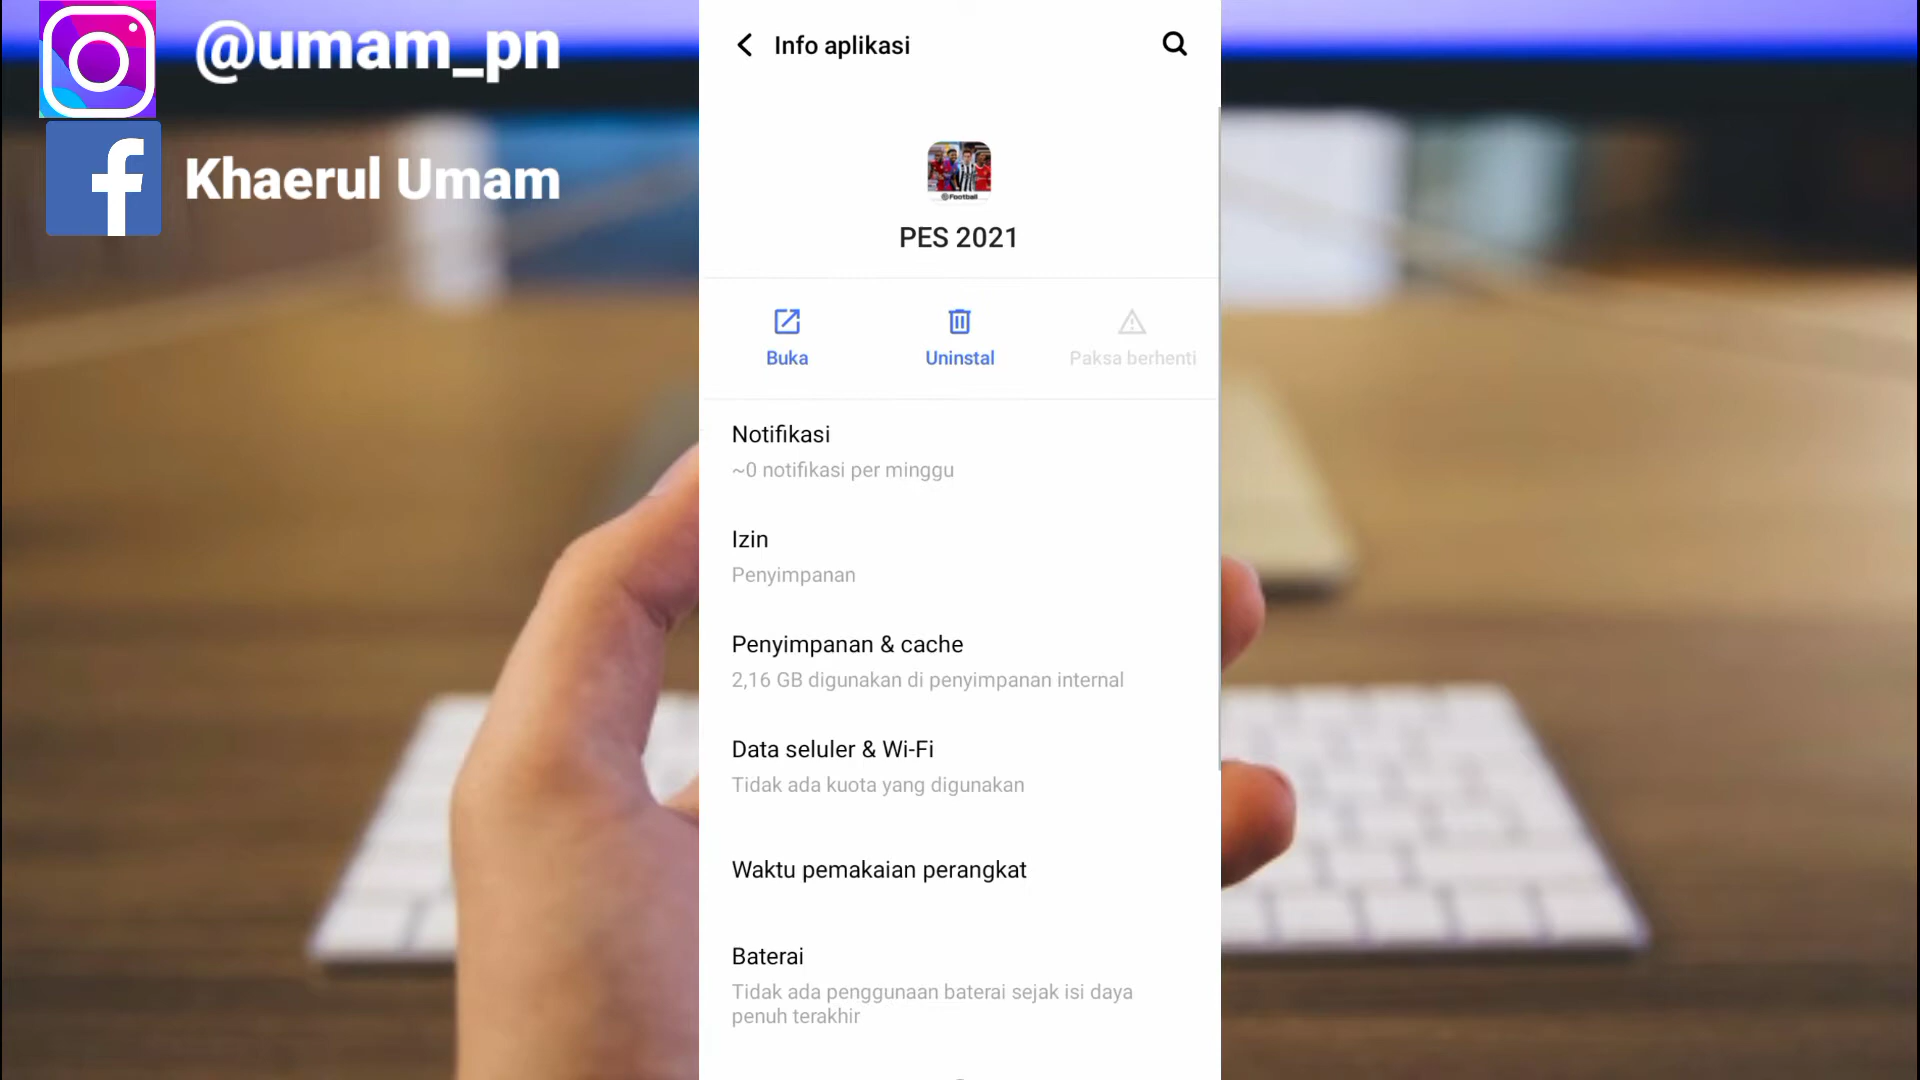 @umam_pn
Khaerul Umam
Info aplikasi
Football
PES 2021
Buka
Uninstal
Paksa berhenti
Notifikasi
~0 notifikasi per minggu
Izin
Penyimpanan
Penyimpanan & cache
2,16 GB digunakan di penyimpanan internal
Data seluler & Wi-Fi
Tidak ada kuota yang digunakan
Waktu pemakaian perangkat
Baterai
Tidak ada penggunaan baterai sejak isi daya
penuh terakhir